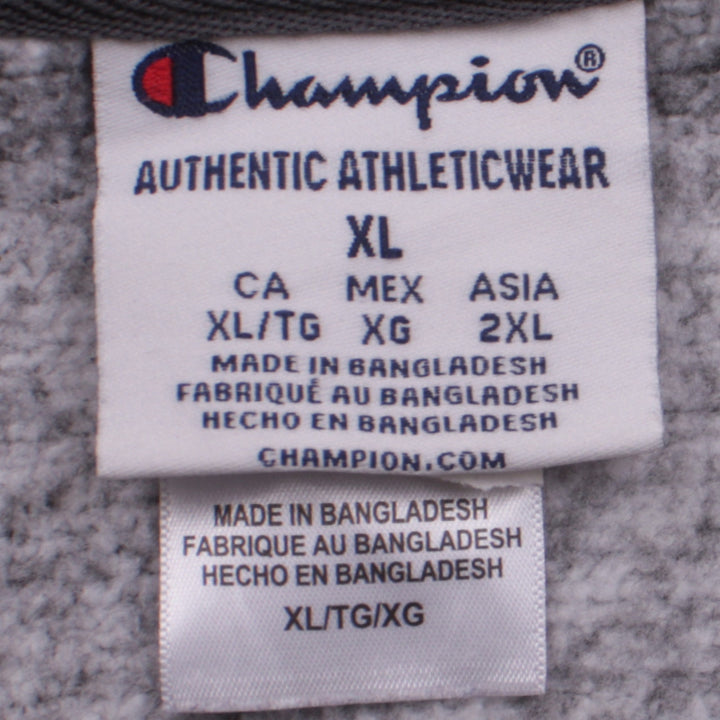 Champion®
AUTHENTIC ATHLETICWEAR
XL
CA MEX ASIA
XL/TG XG 2XL
MADE IN BANGLADESH
FABRIQUÉ AU BANGLADESH
HECHO EN BANGLADESH
CHAMPION.COM
MADE IN BANGLADESH
FABRIQUE AU BANGLADESH
HECHO EN BANGLADESH
XL/TG/XG